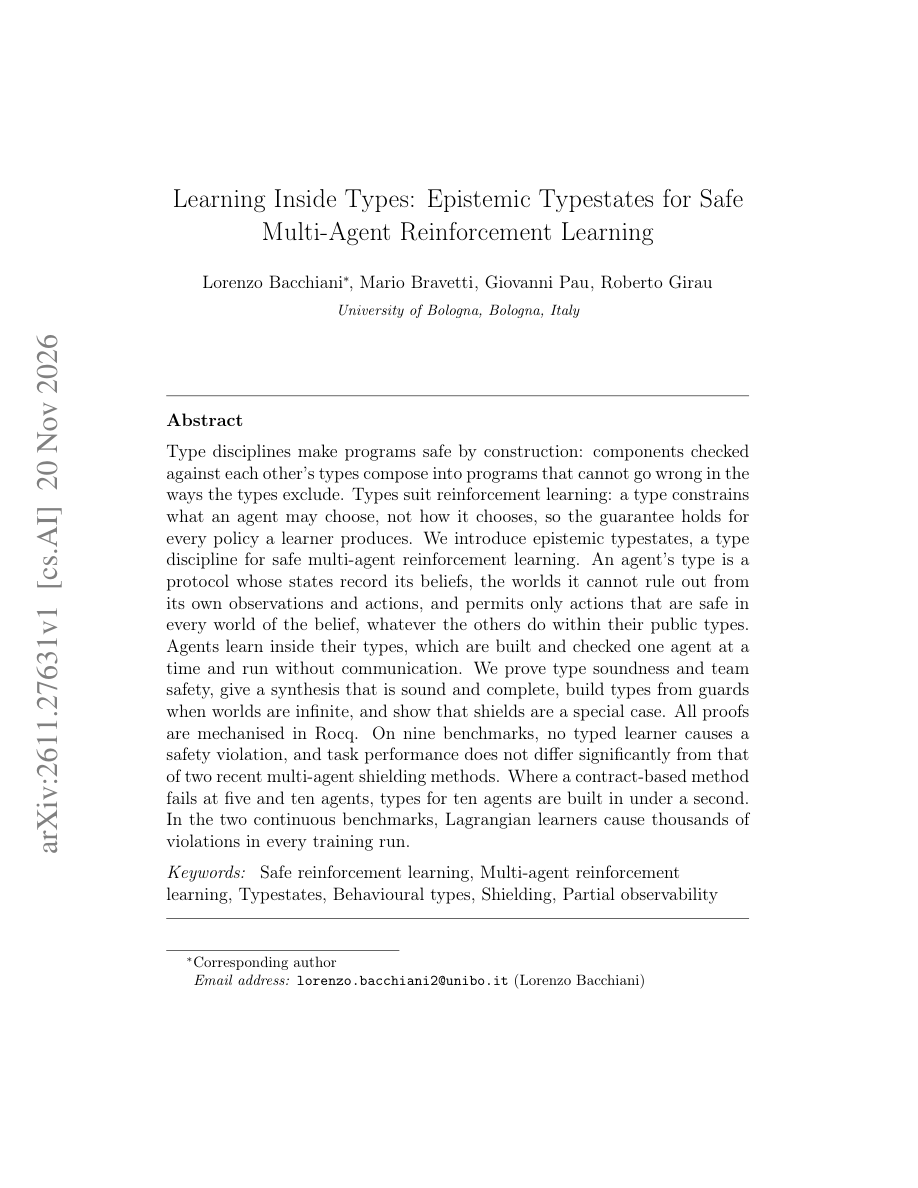 Learning Inside Types: Epistemic Typestates for Safe
Multi-Agent Reinforcement Learning
Lorenzo Bacchiani*, Mario Bravetti, Giovanni Pau, Roberto Girau
University of Bologna, Bologna, Italy
arXiv:2611.27631v1 [cs.AI] 20 Nov 2026
Abstract
Type disciplines make programs safe by construction: components checked
against each other's types compose into programs that cannot go wrong in the
ways the types exclude. Types suit reinforcement learning: a type constrains
what an agent may choose, not how it chooses, so the guarantee holds for
every policy a learner produces. We introduce epistemic typestates, a type
discipline for safe multi-agent reinforcement learning. An agent's type is a
protocol whose states record its beliefs, the worlds it cannot rule out from
its own observations and actions, and permits only actions that are safe in
every world of the belief, whatever the others do within their public types.
Agents learn inside their types, which are built and checked one agent at a
time and run without communication. We prove type soundness and team
safety, give a synthesis that is sound and complete, build types from guards
when worlds are infinite, and show that shields are a special case. All proofs
are mechanised in Rocq. On nine benchmarks, no typed learner causes a
safety violation, and task performance does not differ significantly from that
of two recent multi-agent shielding methods. Where a contract-based method
fails at five and ten agents, types for ten agents are built in under a second.
In the two continuous benchmarks, Lagrangian learners cause thousands of
violations in every training run.
Keywords: Safe reinforcement learning, Multi-agent reinforcement
learning, Typestates, Behavioural types, Shielding, Partial observability
*Corresponding author
Email address: lorenzo.bacchiani2@unibo.it (Lorenzo Bacchiani)